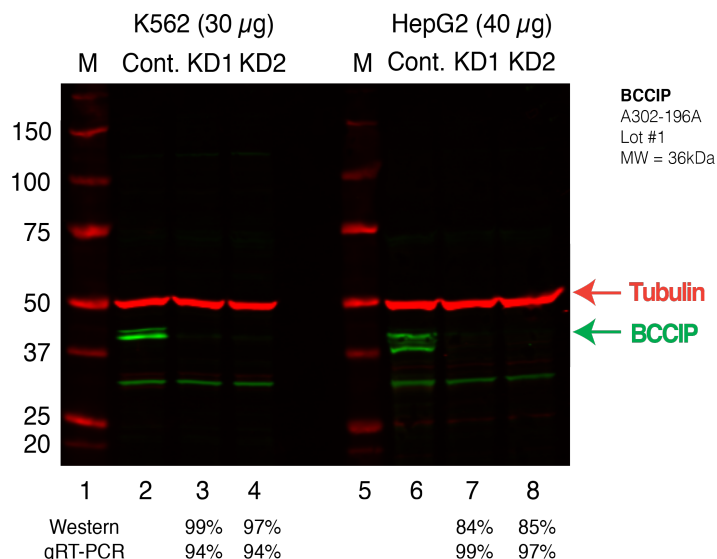 K562 (30 µg) HepG2 (40 µg)
M Cont. KD1 KD2 M Cont. KD1 KD2
BCCIP
A302-196A
Lot #1
MW = 36kDa
150
100
75
50
37
25
20
Tubulin
BCCIP
1 2 3 4 5 6 7 8
Western 99% 97% 84% 85%
qRT-PCR 94% 94% 99% 97%